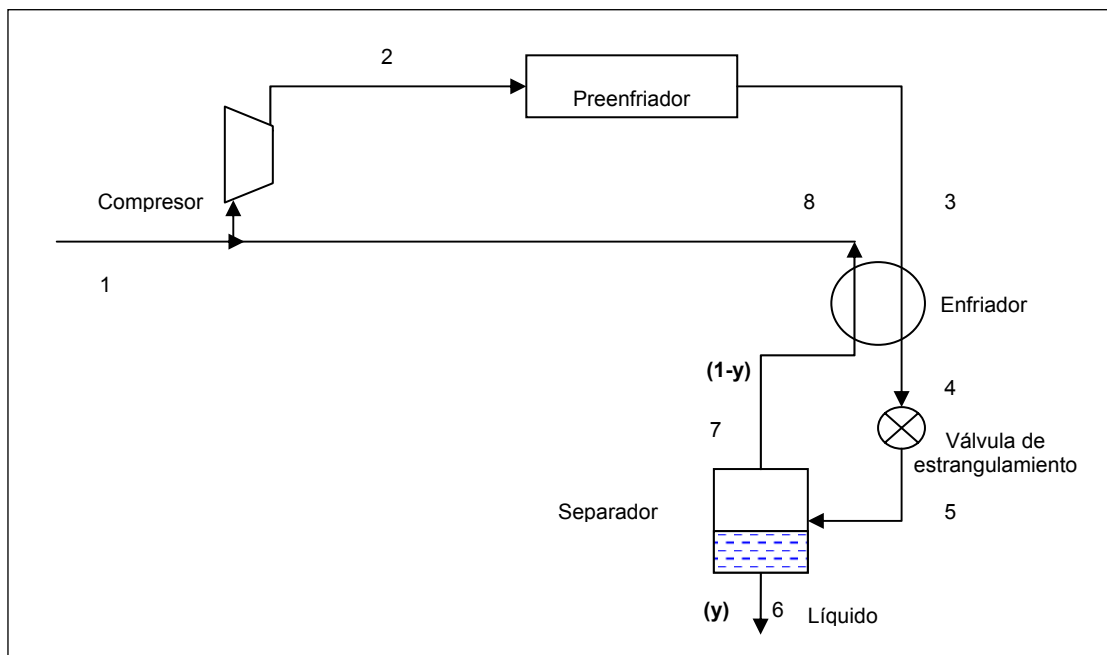 2
Preenfriador
Compresor
8
3
1
Enfriador
(1-y)
4
7
Válvula de
estrangulamiento
Separador
5
(y)
6
Líquido